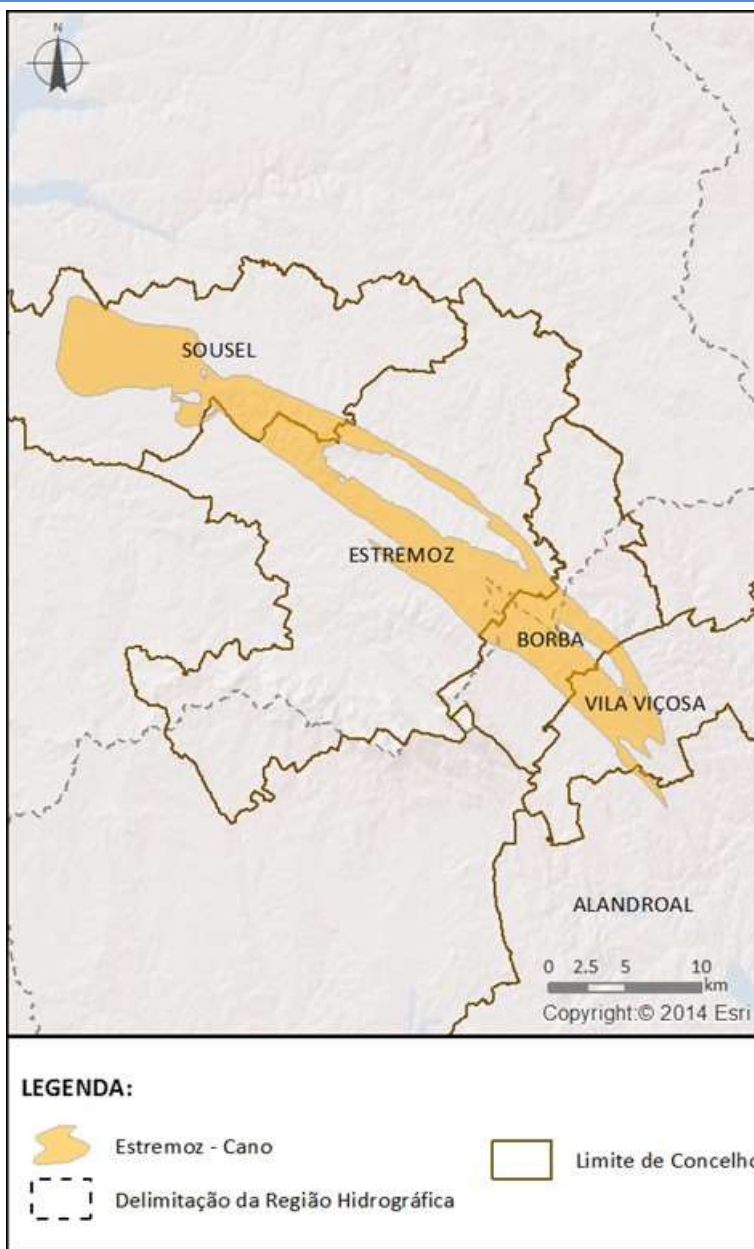 N
SOUSEL
ESTREMOZ
BORBA
VILA VIÇOSA
ALANDROAL
0 2.5 5 10
km
Copyright:© 2014 Esri
LEGENDA:
Estremoz - Cano
Limite de Concelho
Delimitação da Região Hidrográfica